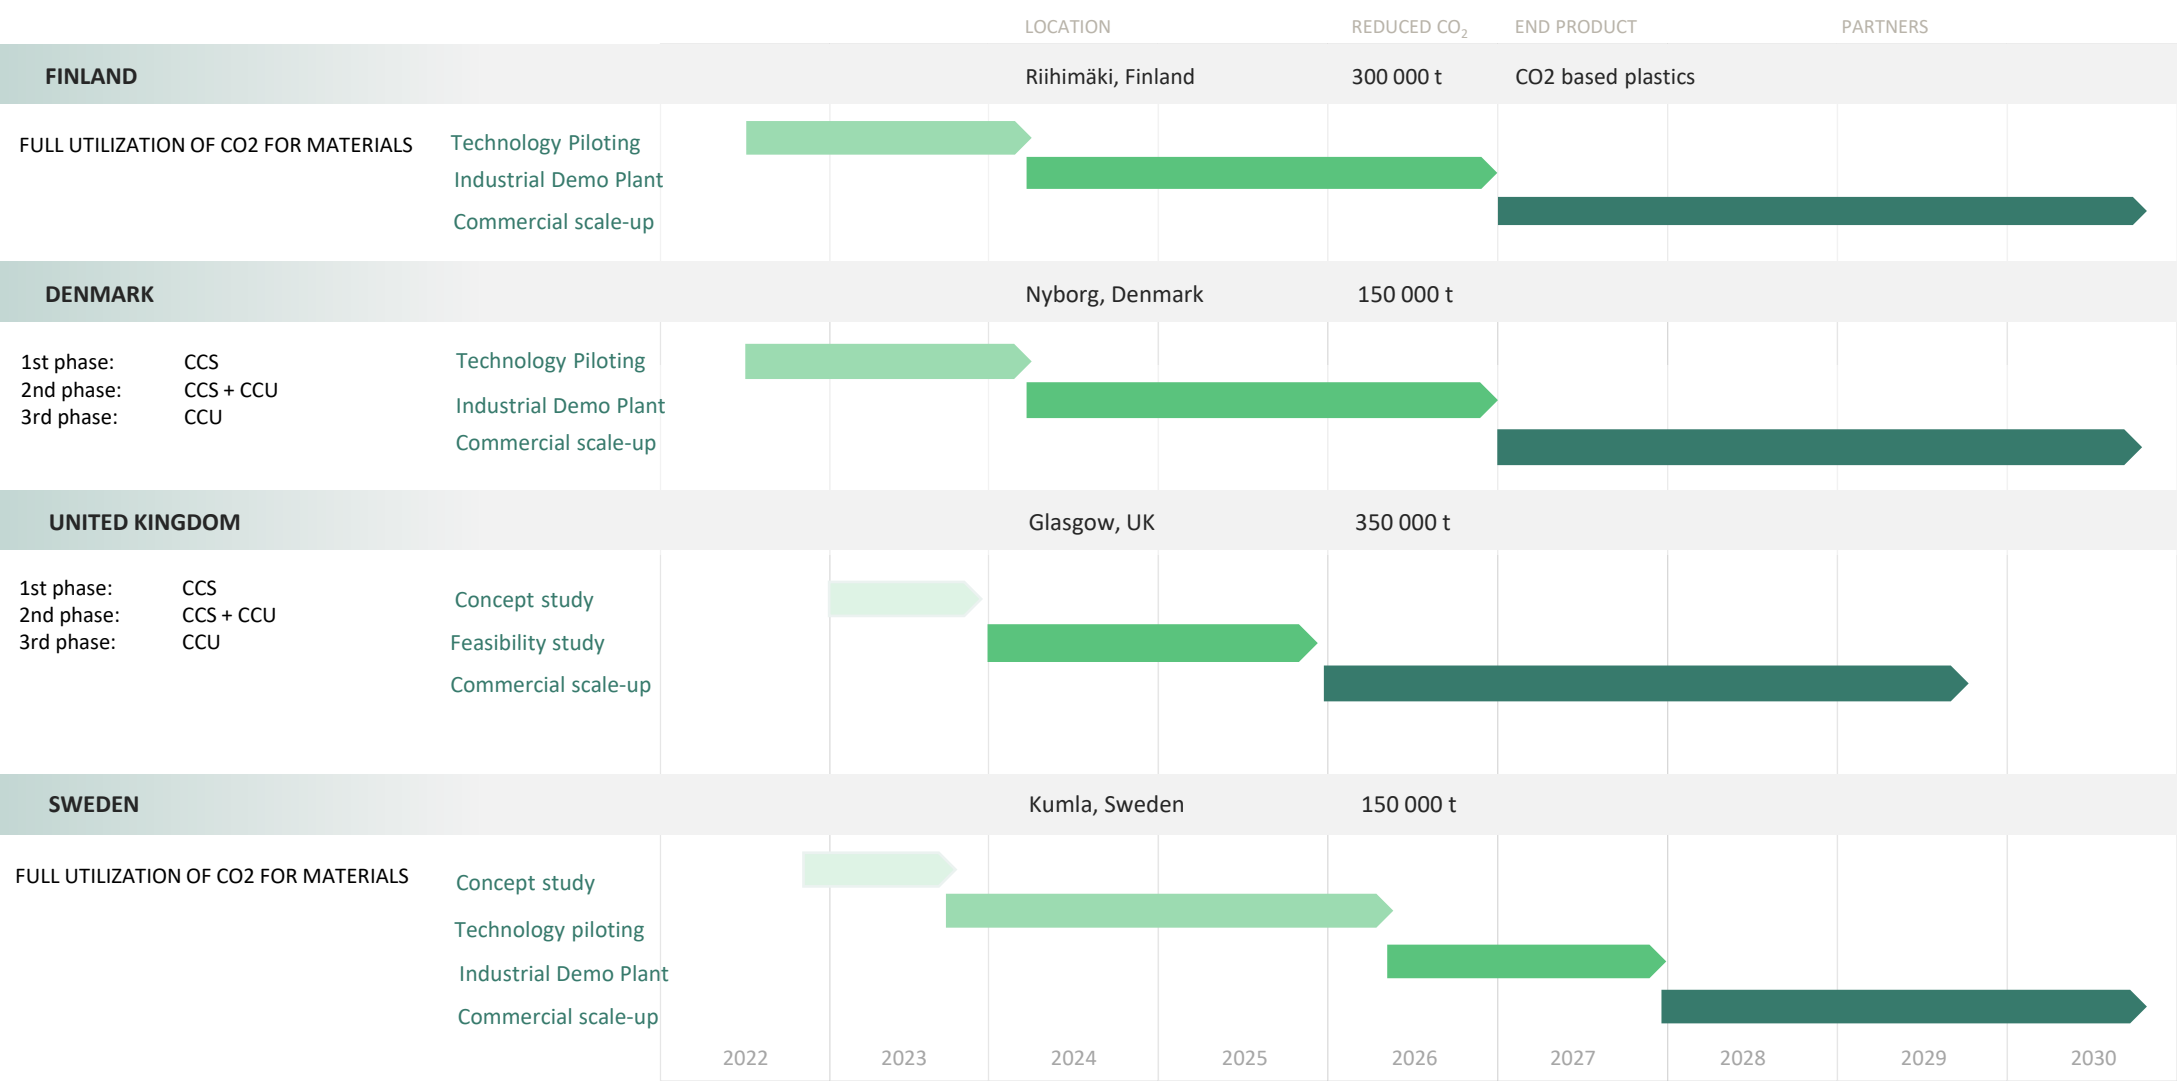 LOCATION REDUCED CO2 END PRODUCT PARTNERS
FINLAND Riihimäki, Finland 300 000 t CO2 based plastics
FULL UTILIZATION OF CO2 FOR MATERIALS Technology Piloting
Industrial Demo Plant
Commercial scale-up
DENMARK Nyborg, Denmark 150 000 t
1st phase: CCS Technology Piloting
2nd phase: CCS + CCU Industrial Demo Plant
3rd phase: CCU Commercial scale-up
UNITED KINGDOM Glasgow, UK 350 000 t
1st phase: CCS Concept study
2nd phase: CCS + CCU Feasibility study
3rd phase: CCU Commercial scale-up
SWEDEN Kumla, Sweden 150 000 t
FULL UTILIZATION OF CO2 FOR MATERIALS Concept study
Technology piloting
Industrial Demo Plant
Commercial scale-up
2022 2023 2024 2025 2026 2027 2028 2029 2030